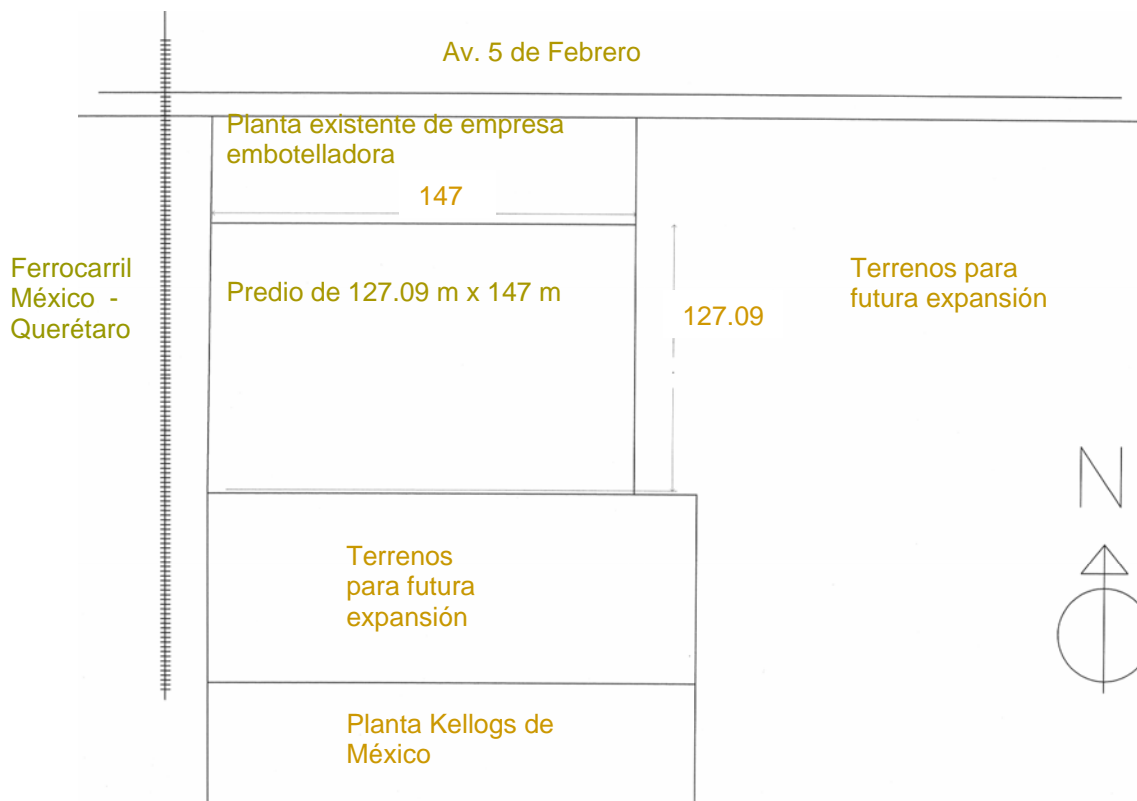 Av. 5 de Febrero
Planta existente de empresa
embotelladora
147
Ferrocarril
México -
Querétaro
Predio de 127.09 m x 147 m
127.09
Terrenos para
futura expansión
N
Terrenos
para futura
expansión
Planta Kellogs de
México